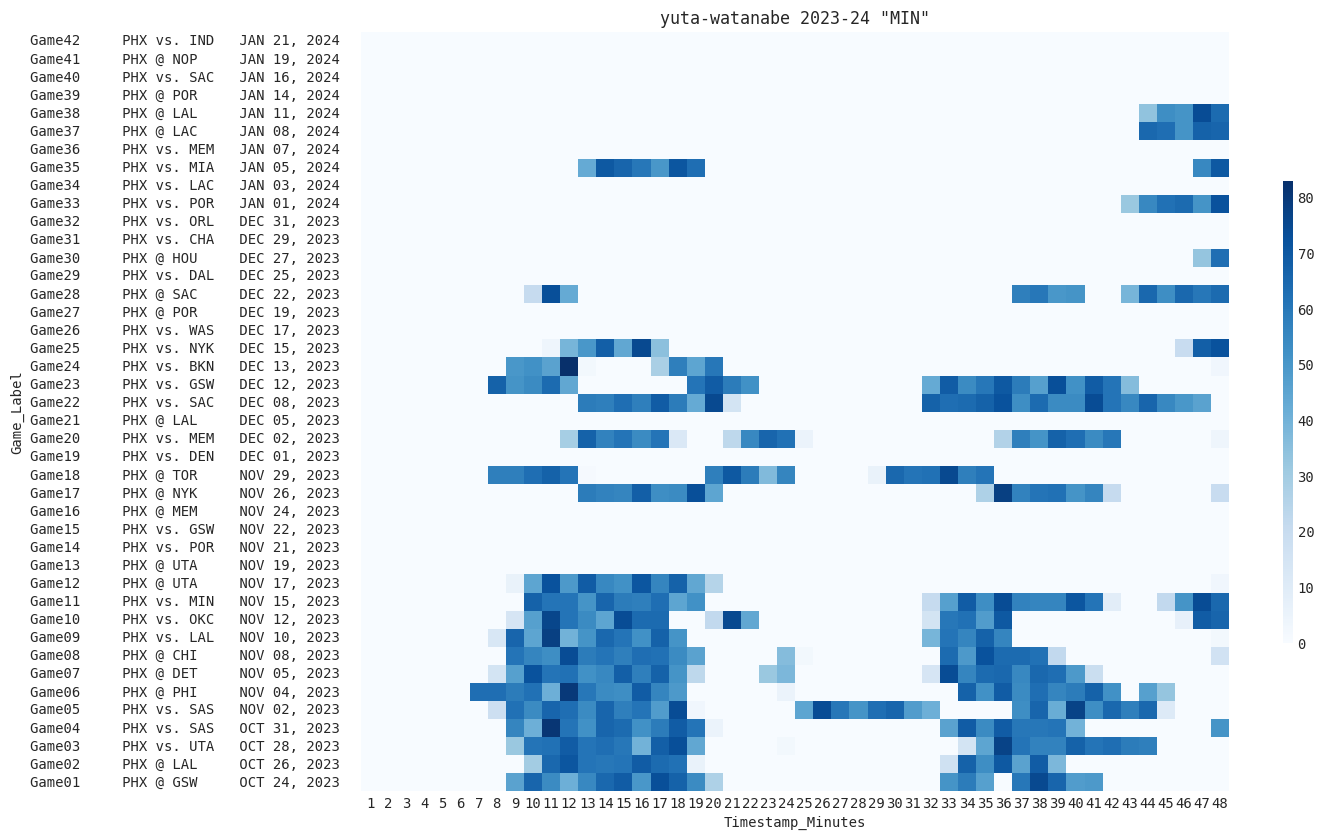 yuta-watanabe 2023-24 "MIN"
Game42 PHX vs. IND JAN 21, 2024
Game41 PHX @ NOP JAN 19, 2024
Game40 PHX vs. SAC JAN 16, 2024
Game39 PHX @ POR JAN 14, 2024
Game38 PHX @ LAL JAN 11, 2024
Game37 PHX @ LAC JAN 08, 2024
Game36 PHX vs. MEM JAN 07, 2024
Game35 PHX vs. MIA JAN 05, 2024
Game34 PHX vs. LAC JAN 03, 2024
Game33 PHX vs. POR JAN 01, 2024
Game32 PHX vs. ORL DEC 31, 2023
Game31 PHX vs. CHA DEC 29, 2023
Game30 PHX @ HOU DEC 27, 2023
Game29 PHX vs. DAL DEC 25, 2023
Game28 PHX @ SAC DEC 22, 2023
Game27 PHX @ POR DEC 19, 2023
Game26 PHX vs. WAS DEC 17, 2023
Game25 PHX vs. NYK DEC 15, 2023
Game24 PHX vs. BKN DEC 13, 2023
Game23 PHX vs. GSW DEC 12, 2023
Game22 PHX vs. SAC DEC 08, 2023
Game21 PHX @ LAL DEC 05, 2023
Game20 PHX vs. MEM DEC 02, 2023
Game19 PHX vs. DEN DEC 01, 2023
Game18 PHX @ TOR NOV 29, 2023
Game17 PHX @ NYK NOV 26, 2023
Game16 PHX @ MEM NOV 24, 2023
Game15 PHX vs. GSW NOV 22, 2023
Game14 PHX vs. POR NOV 21, 2023
Game13 PHX @ UTA NOV 19, 2023
Game12 PHX @ UTA NOV 17, 2023
Game11 PHX vs. MIN NOV 15, 2023
Game10 PHX vs. OKC NOV 12, 2023
Game09 PHX vs. LAL NOV 10, 2023
Game08 PHX @ CHI NOV 08, 2023
Game07 PHX @ DET NOV 05, 2023
Game06 PHX @ PHI NOV 04, 2023
Game05 PHX vs. SAS NOV 02, 2023
Game04 PHX vs. SAS OCT 31, 2023
Game03 PHX vs. UTA OCT 28, 2023
Game02 PHX @ LAL OCT 26, 2023
Game01 PHX @ GSW OCT 24, 2023
Game_Label
1 2 3 4 5 6 7 8 9 10 11 12 13 14 15 16 17 18 19 20 21 22 23 24 25 26 27 28 29 30 31 32 33 34 35 36 37 38 39 40 41 42 43 44 45 46 47 48
Timestamp_Minutes
80
70
60
50
40
30
20
10
0